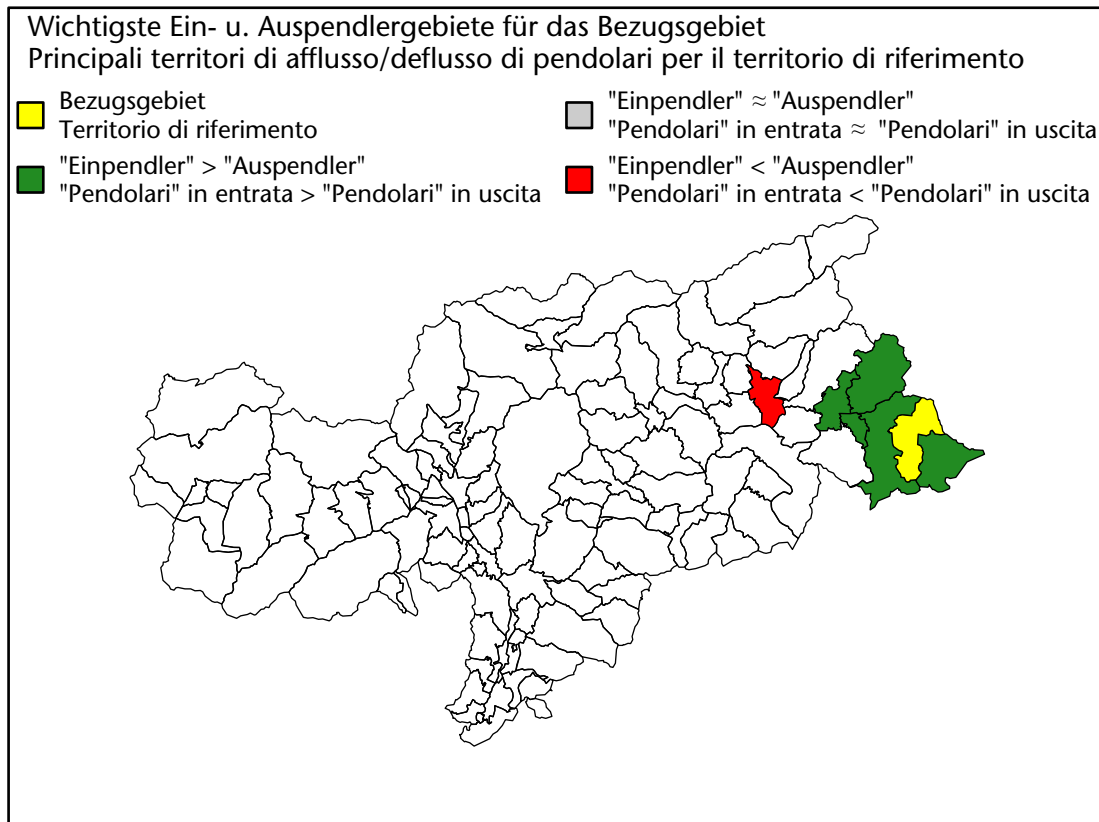 Wichtigste Ein- u. Auspendlergebiete für das Bezugsgebiet
Principali territori di afflusso/deflusso di pendolari per il territorio di riferimento
Bezugsgebiet
Territorio di riferimento
"Einpendler" > "Auspendler"
"Pendolari" in entrata > "Pendolari" in uscita
"Einpendler" ≈ "Auspendler"
"Pendolari" in entrata ≈ "Pendolari" in uscita
"Einpendler" < "Auspendler"
"Pendolari" in entrata < "Pendolari" in uscita